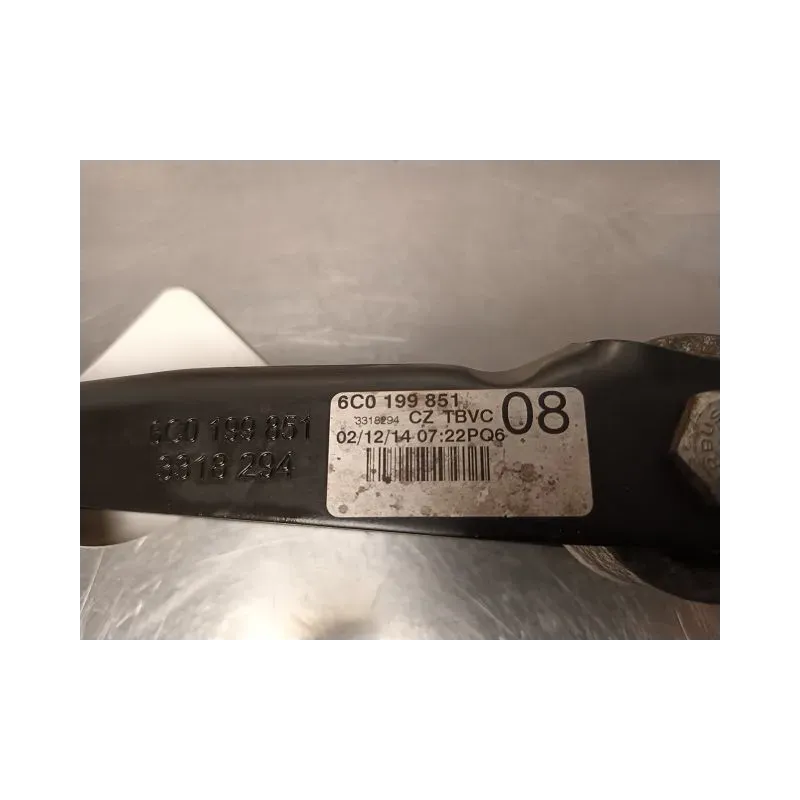 6C0 199 851
3318 294
6C0 199 851
3318294 CZ TBVC 08
02/12/14 07:22PQ6